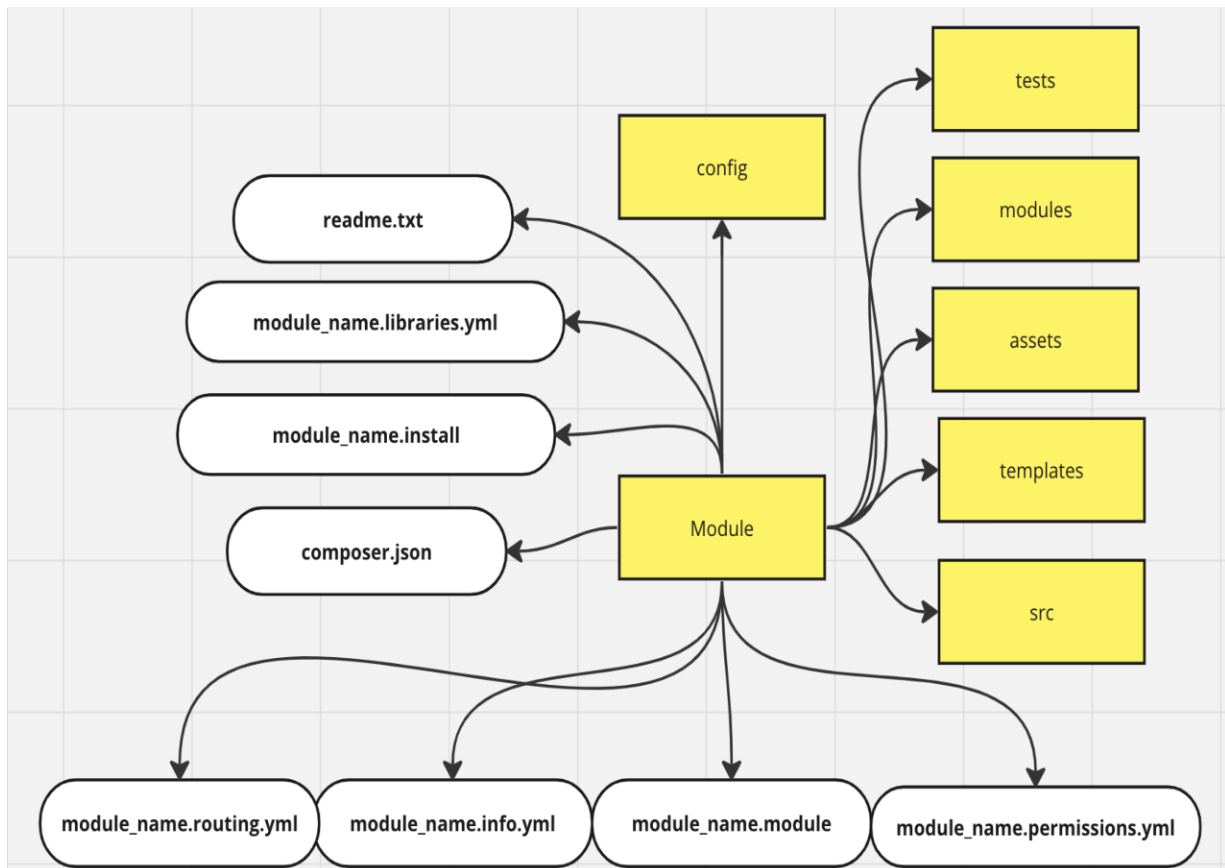 tests
config
modules
readme.txt
module_name.libraries.yml
assets
module_name.install
templates
Module
composer.json
src
module_name.routing.yml
module_name.info.yml
module_name.module
module_name.permissions.yml